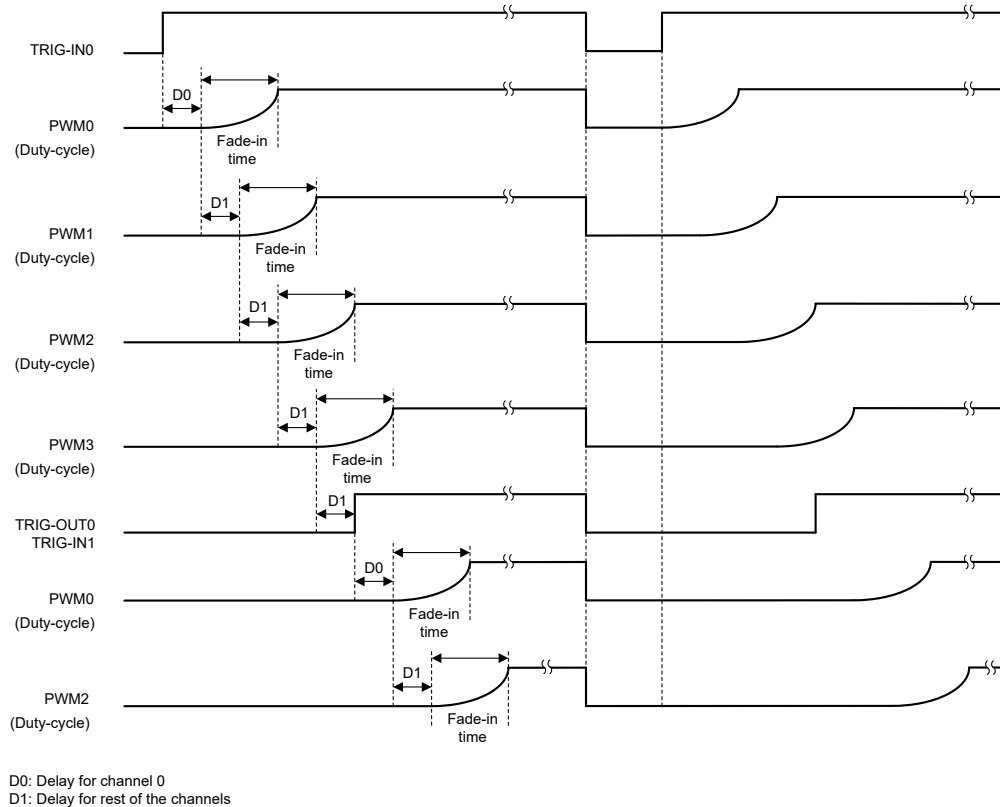 TRIG-IN0
D0
PWM0
(Duty-cycle)
Fade-in
time
D1
PWM1
(Duty-cycle)
Fade-in
time
D1
PWM2
(Duty-cycle)
Fade-in
time
D1
PWM3
(Duty-cycle)
Fade-in
time
D1
TRIG-OUT0
TRIG-IN1
D0
PWM0
(Duty-cycle)
Fade-in
time
D1
PWM2
(Duty-cycle)
Fade-in
time
D0: Delay for channel 0
D1: Delay for rest of the channels